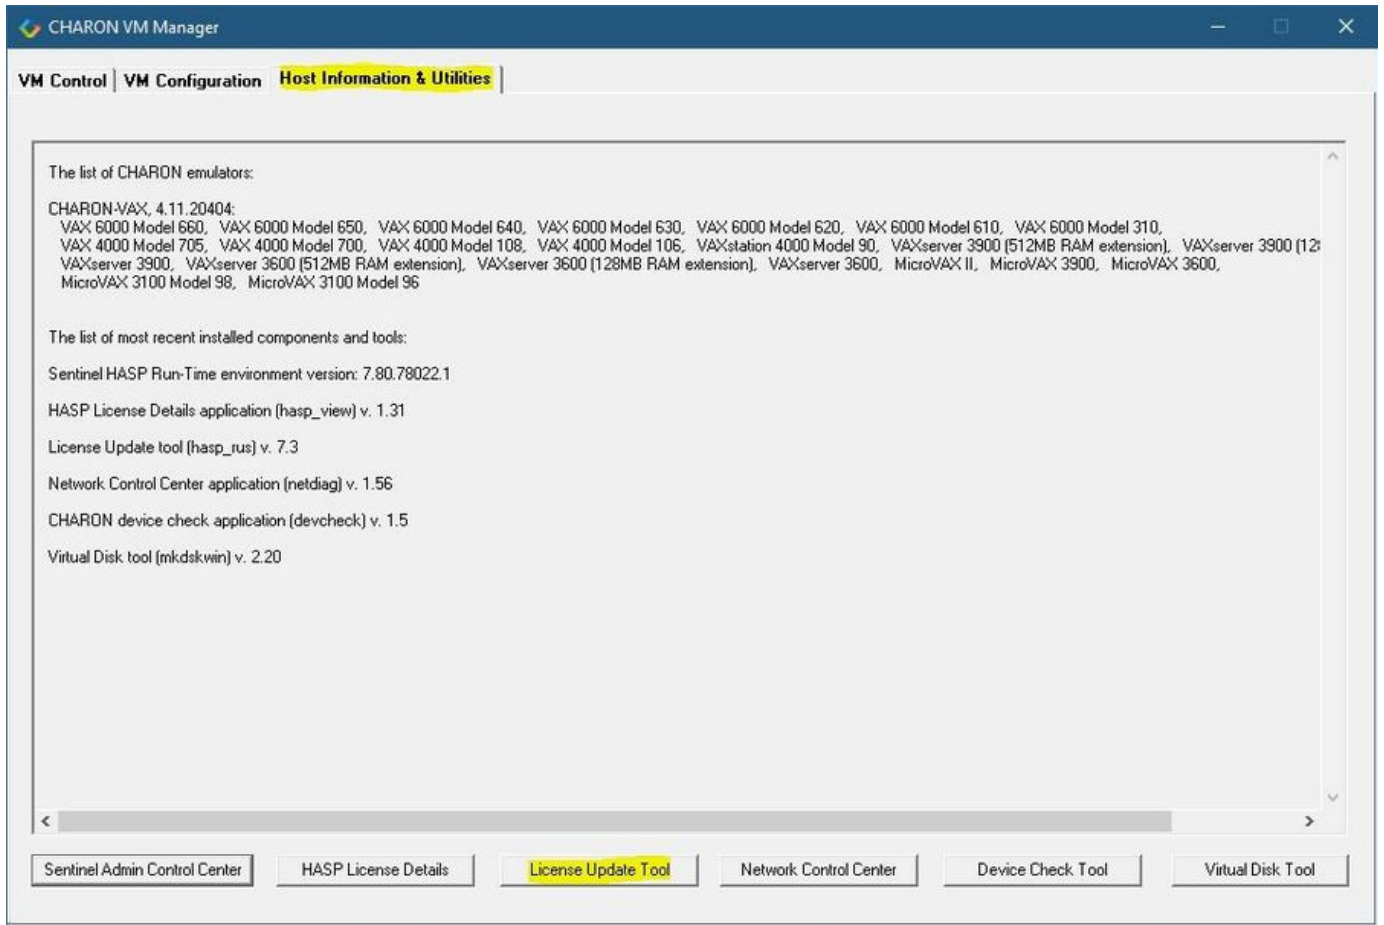 CHARON VM Manager
VM Control VM Configuration Host Information & Utilities
The list of CHARON emulators:
CHARON-VAX, 4.11.20404:
VAX 6000 Model 660, VAX 6000 Model 650, VAX 6000 Model 640, VAX 6000 Model 630, VAX 6000 Model 620, VAX 6000 Model 610, VAX 6000 Model 310,
VAX 4000 Model 705, VAX 4000 Model 700, VAX 4000 Model 108, VAX 4000 Model 106, VAXstation 4000 Model 90, VAXserver 3900 (512MB RAM extension), VAXserver 3900 (12
VAXserver 3900, VAXserver 3600 (512MB RAM extension), VAXserver 3600 (128MB RAM extension), VAXserver 3600, MicroVAX II, MicroVAX 3900, MicroVAX 3600,
MicroVAX 3100 Model 98, MicroVAX 3100 Model 96
The list of most recent installed components and tools:
Sentinel HASP Run-Time environment version: 7.80.78022.1
HASP License Details application (hasp_view) v. 1.31
License Update tool (hasp_rus) v. 7.3
Network Control Center application (netdiag) v. 1.56
CHARON device check application (devcheck) v. 1.5
Virtual Disk tool (mkdskwin) v. 2.20
Sentinel Admin Control Center HASP License Details License Update Tool Network Control Center Device Check Tool Virtual Disk Tool